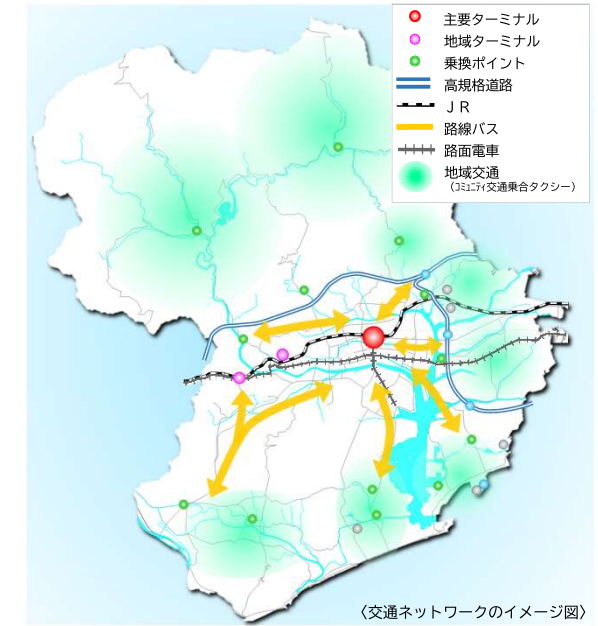 主要ターミナル
地域ターミナル
乗換ポイント
高規格道路
ＪＲ
路線バス
路面電車
地域交通
（ｺﾐｭﾆﾃｨ交通乗合タクシー）
〈交通ネットワークのイメージ図〉